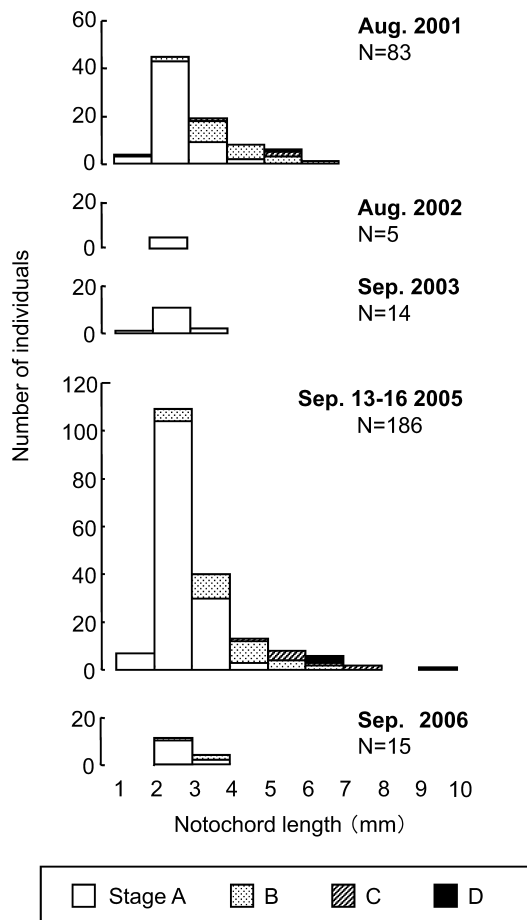 Number of individuals
60
40
20
0
Aug. 2001
N=83
20
0
Aug. 2002
N=5
20
0
Sep. 2003
N=14
120
100
80
60
40
20
0
Sep. 13-16 2005
N=186
20
0
Sep. 2006
N=15
1 2 3 4 5 6 7 8 9 10
Notochord length (mm)
Stage A B C D